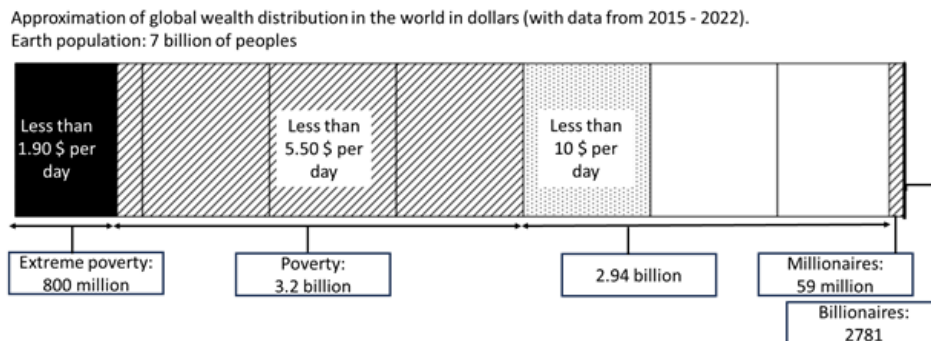 Approximation of global wealth distribution in the world in dollars (with data from 2015 - 2022).
Earth population: 7 billion of peoples
Less than
1.90 $ per
day
Less than
5.50 $ per
day
Less than
10 $ per
day
Extreme poverty:
800 million
Poverty:
3.2 billion
2.94 billion
Millionaires:
59 million
Billionaires:
2781